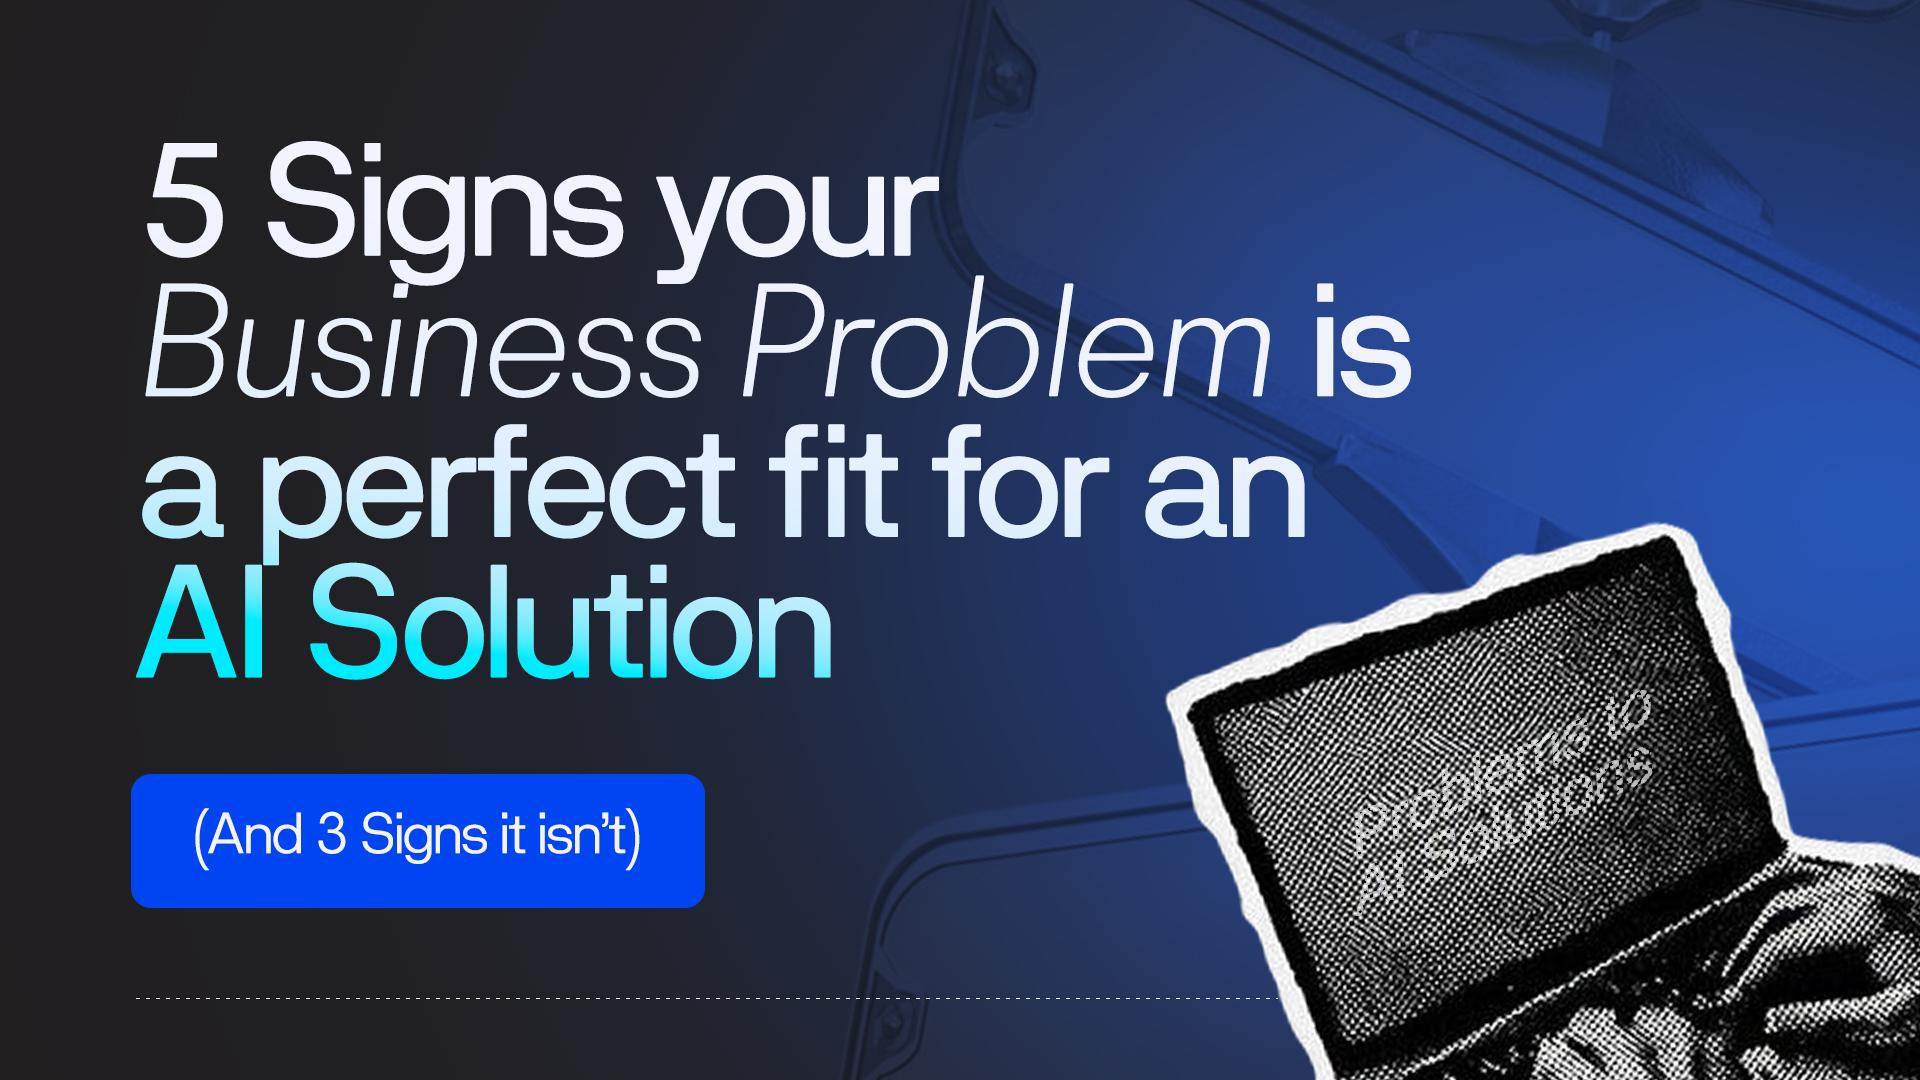 5 Signs your
Business Problem is
a perfect fit for an
AI Solution
(And 3 Signs it isn’t)
Problems to
AI Solutions